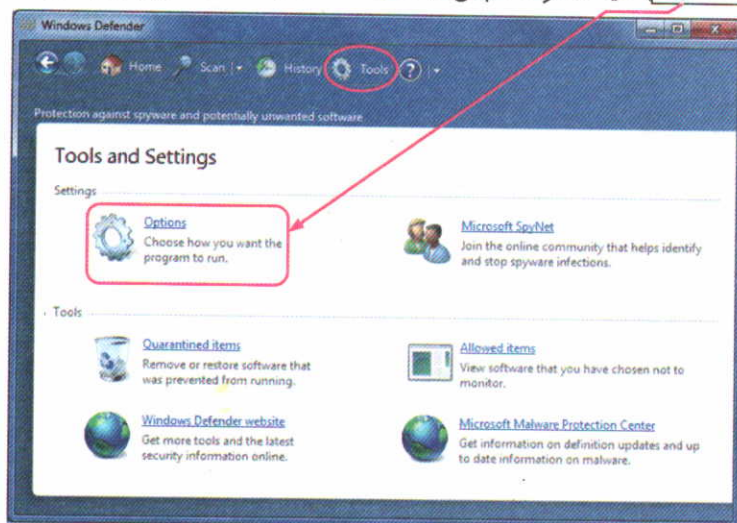 Windows Defender
Home Scan History Tools ?
Protection against spyware and potentially unwanted software
Tools and Settings
Settings
Options
Choose how you want the
program to run.
Microsoft SpyNet
Join the online community that helps identify
and stop spyware infections.
Tools
Quarantined items
Remove or restore software that
was prevented from running.
Allowed items
View software that you have chosen not to
monitor.
Windows Defender website
Get more tools and the latest
security information online.
Microsoft Malware Protection Center
Get information on definition updates and up
to date information on malware.